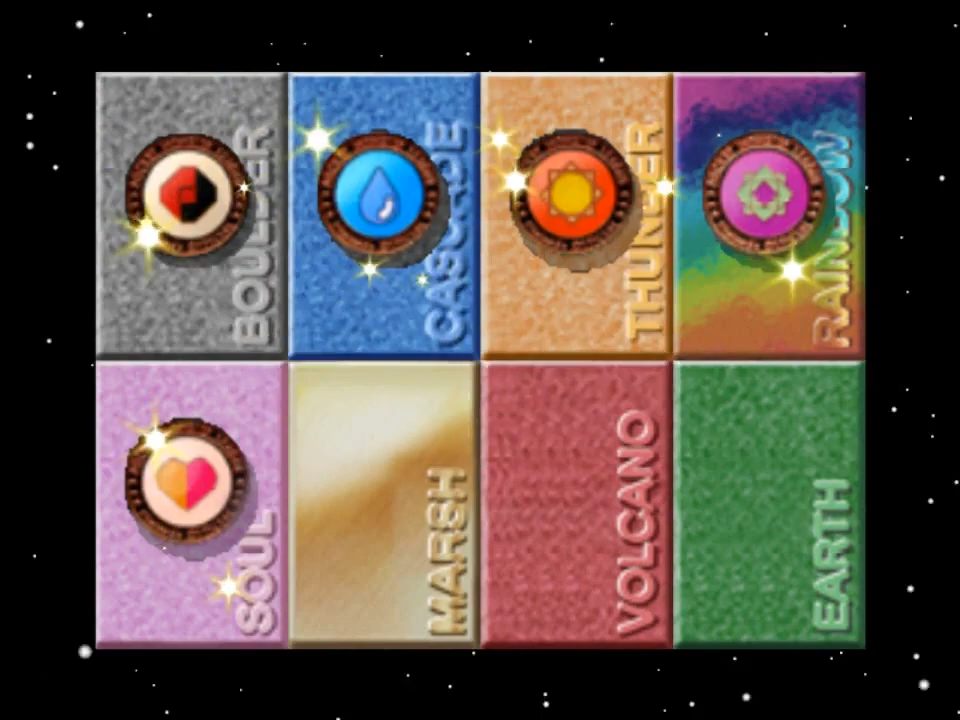 BOULDER
CASCADE
THUNDER
RAINBOW
SOUL
MARSH
VOLCANO
EARTH